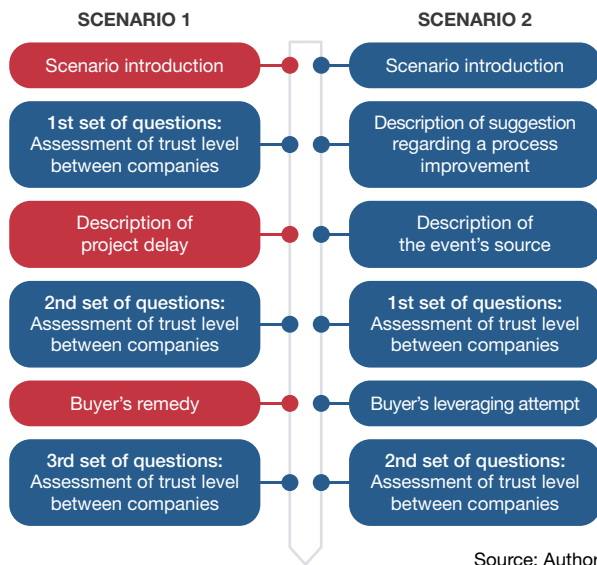 SCENARIO 1
Scenario introduction
1st set of questions:
Assessment of trust level
between companies
Description of
project delay
2nd set of questions:
Assessment of trust level
between companies
Buyer's remedy
3rd set of questions:
Assessment of trust level
between companies
SCENARIO 2
Scenario introduction
Description of suggestion
regarding a process
improvement
Description of
the event's source
1st set of questions:
Assessment of trust level
between companies
Buyer's leveraging attempt
2nd set of questions:
Assessment of trust level
between companies
Source: Author